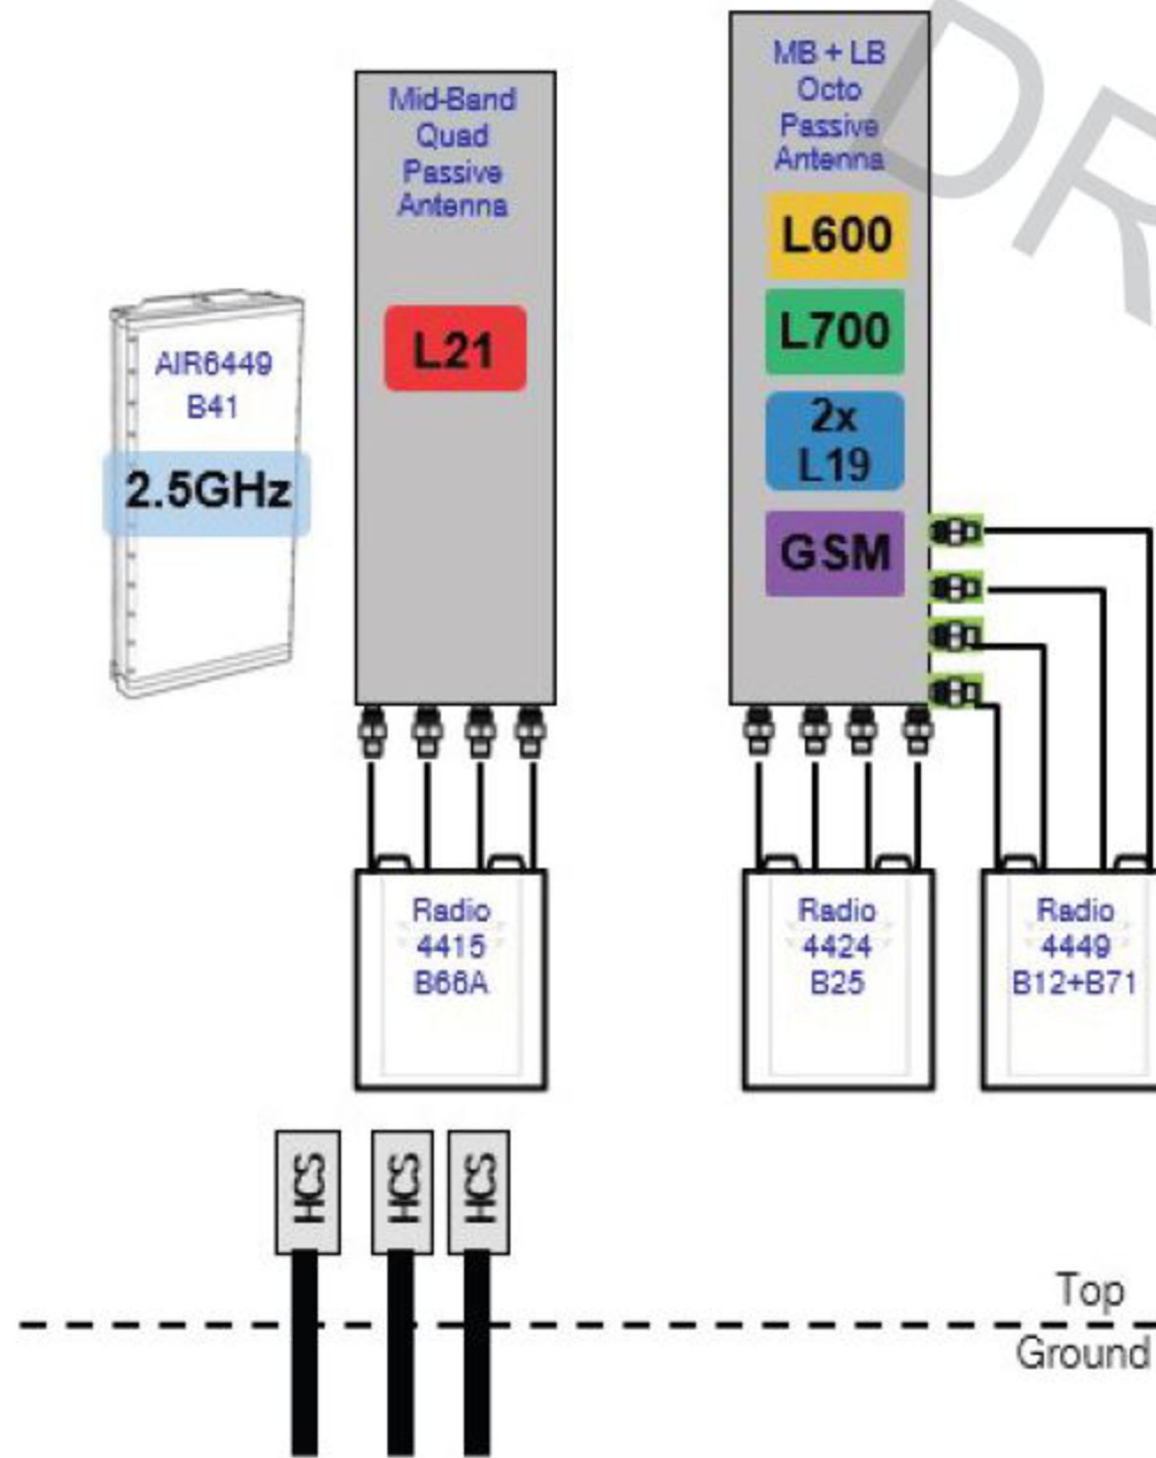 Mid-Band
Quad
Passive
Antenna
L21
MB + LB
Octo
Passive
Antenna
L600
L700
2x
L19
GSM
DR
AIR6449
B41
2.5GHz
Radio
4415
B66A
Radio
4424
B25
Radio
4449
B12+B71
HCS
HCS
HCS
Top
Ground